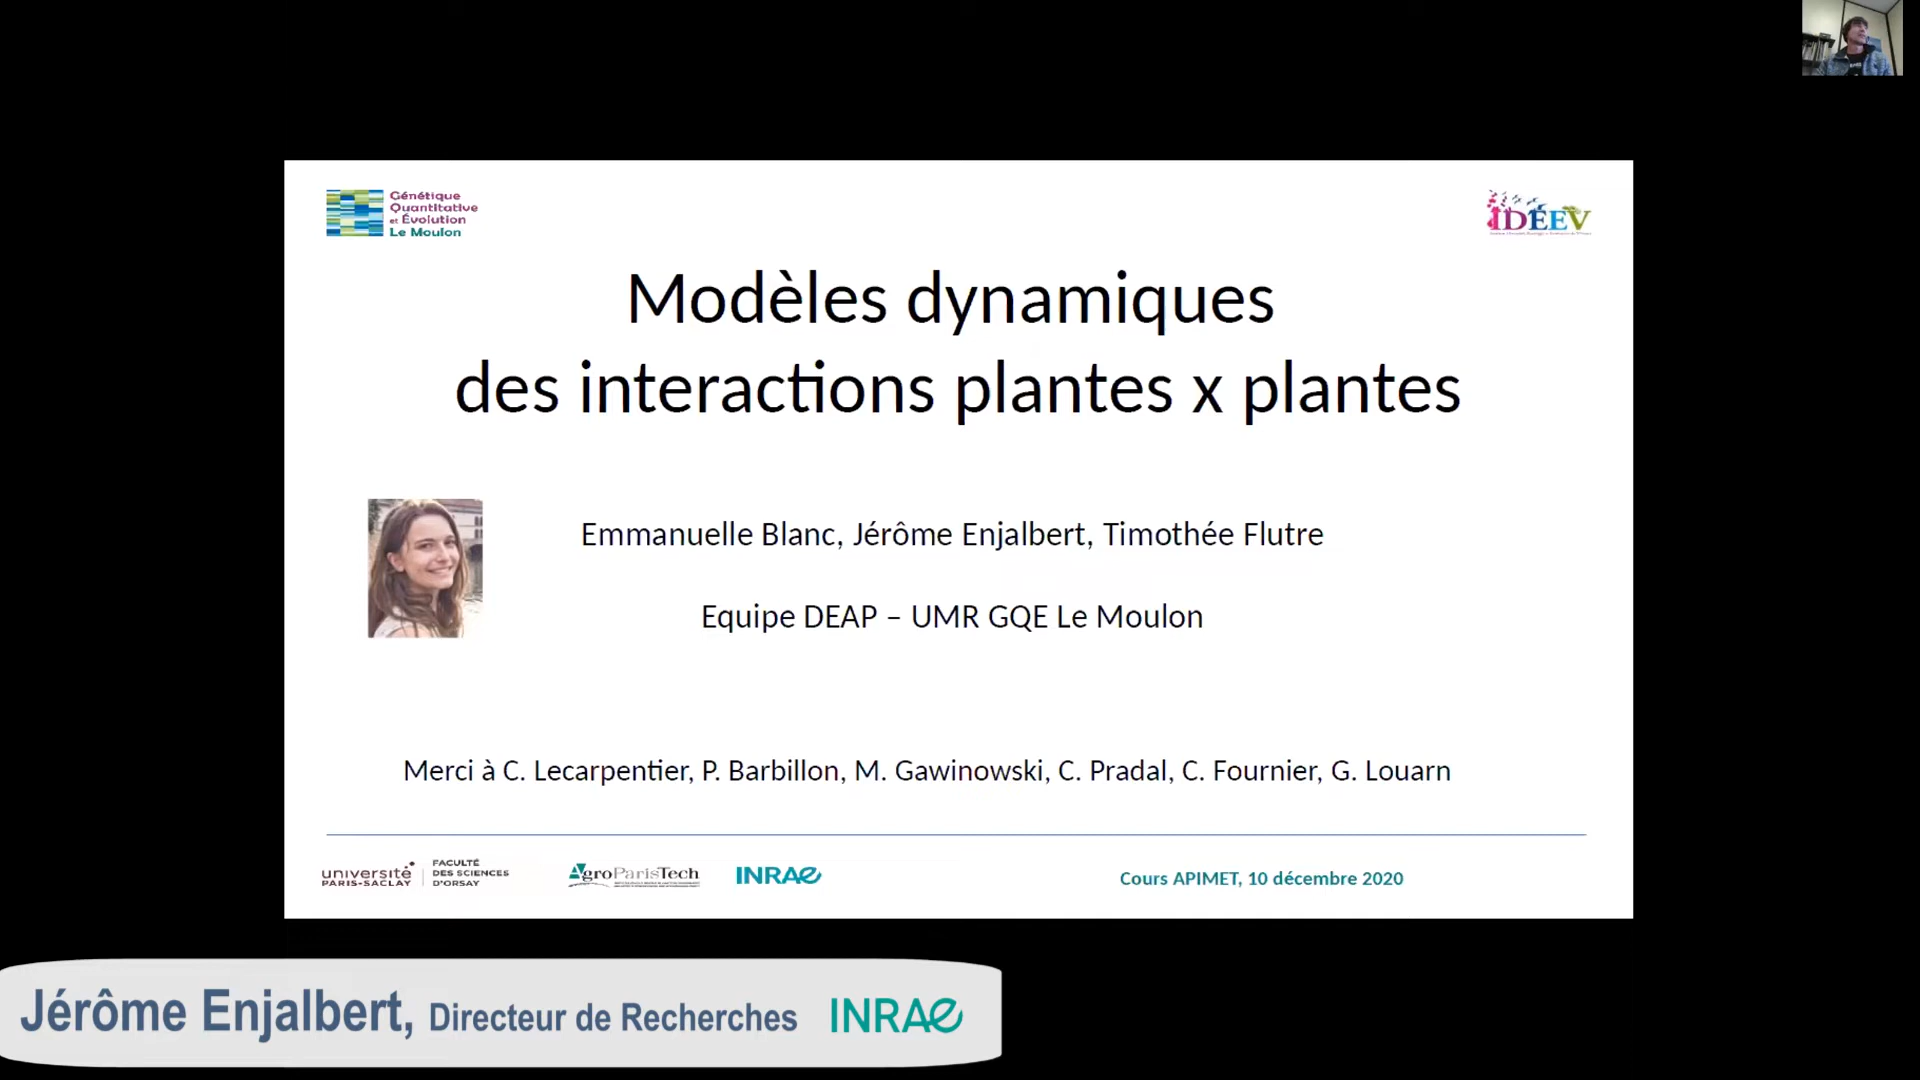 Génétique
Quantitative
et Évolution
Le Moulon
IDÉEV
Modèles dynamiques
des interactions plantes x plantes
Emmanuelle Blanc, Jérôme Enjalbert, Timothée Flutre
Equipe DEAP – UMR GQE Le Moulon
Merci à C. Lecarpentier, P. Barbillon, M. Gawinowski, C. Pradal, C. Fournier, G. Louarn
université
PARIS-SACLAY
FACULTÉ
DES SCIENCES
D'ORSAY
AgroParisTech
INRAE
Cours APIMET, 10 décembre 2020
Jérôme Enjalbert, Directeur de Recherches INRAE